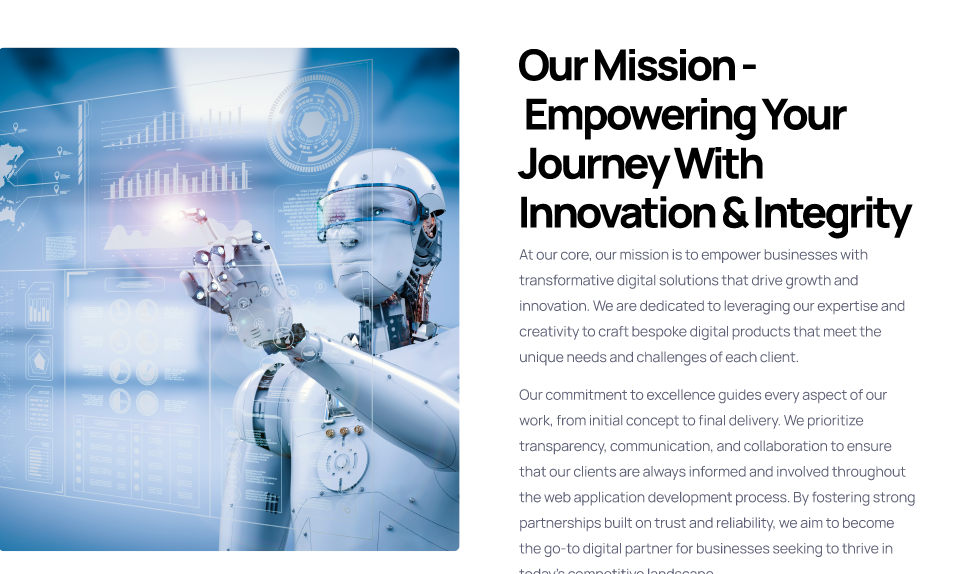 Our Mission -
Empowering Your
Journey With
Innovation & Integrity
At our core, our mission is to empower businesses with
transformative digital solutions that drive growth and
innovation. We are dedicated to leveraging our expertise and
creativity to craft bespoke digital products that meet the
unique needs and challenges of each client.
Our commitment to excellence guides every aspect of our
work, from initial concept to final delivery. We prioritize
transparency, communication, and collaboration to ensure
that our clients are always informed and involved throughout
the web application development process. By fostering strong
partnerships built on trust and reliability, we aim to become
the go-to digital partner for businesses seeking to thrive in
today's competitive landscape.